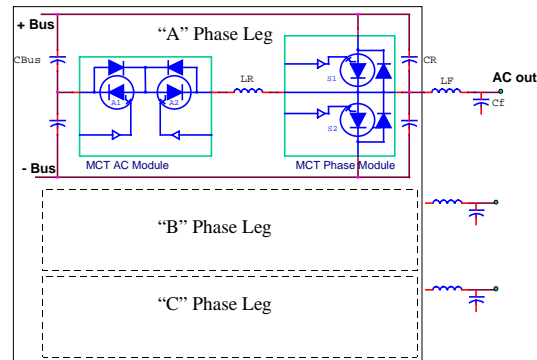 + Bus
“A” Phase Leg
CBus
LR
CR
LF
AC out
A1
A2
S1
S2
Cf
MCT AC Module
MCT Phase Module
- Bus
“B” Phase Leg
“C” Phase Leg